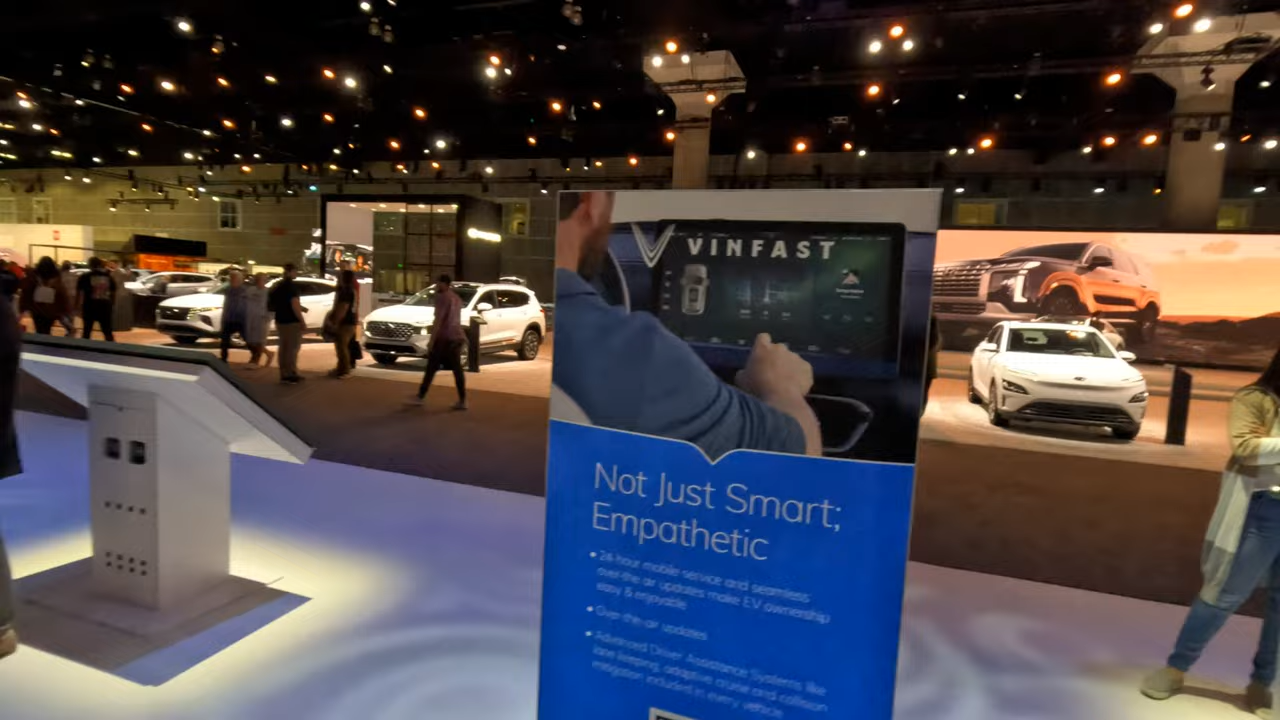 VINFAST
Not Just Smart;
Empathetic
• 24-hour mobile service and seamless
over-the-air updates make EV ownership
easy & enjoyable
• Over-the-air updates
• Advanced Driver Assistance Systems like
lane keeping, adaptive cruise and collision
mitigation included in every vehicle